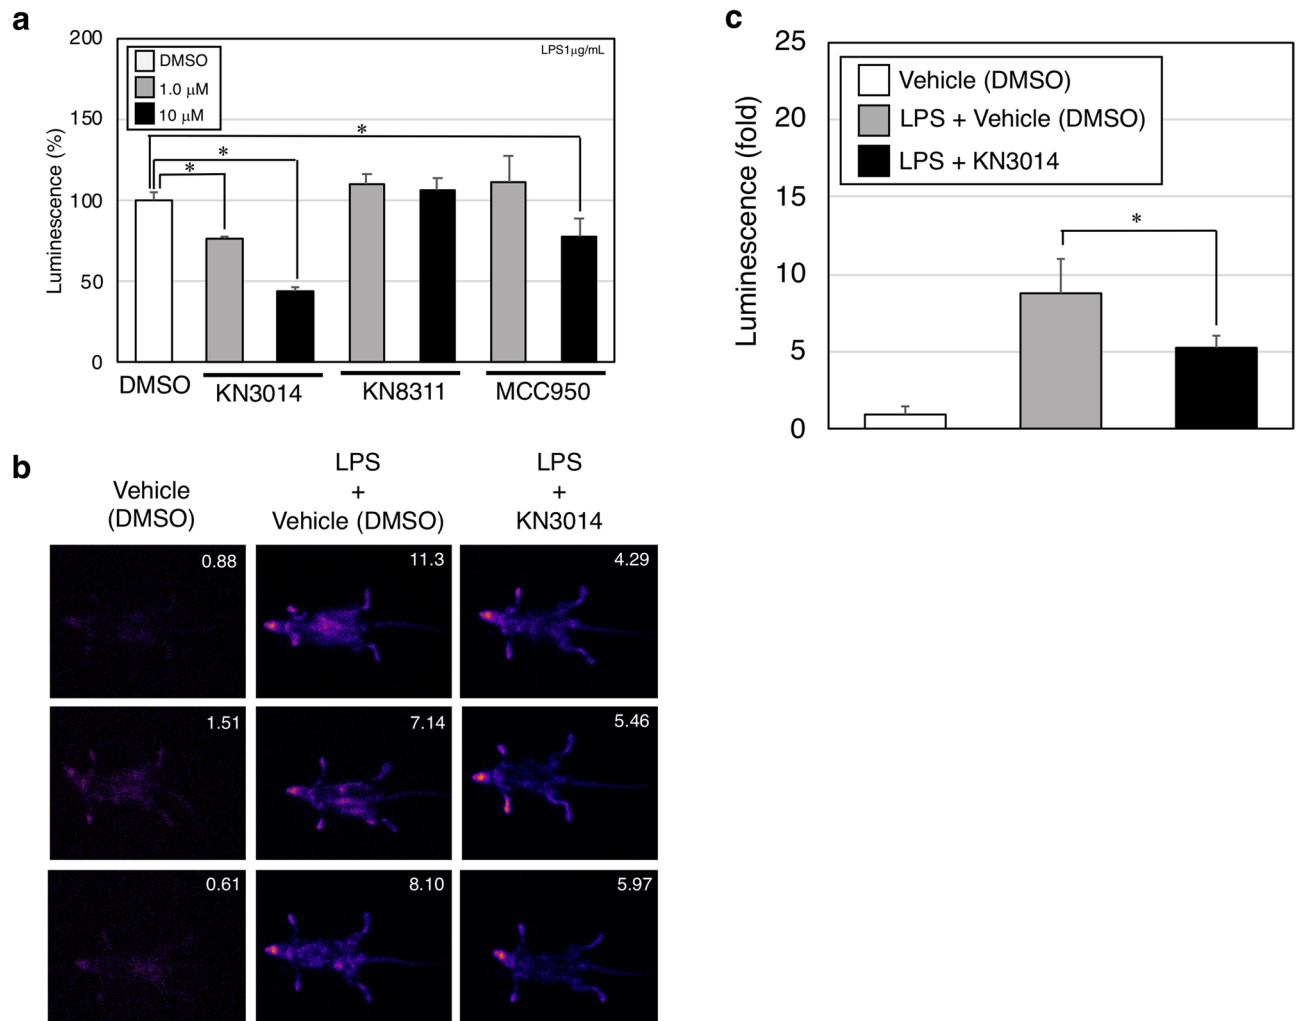 a
200
150
100
50
0
Luminescence (%)
DMSO
1.0 μM
10 μM
LPS1μg/mL
*
*
*
DMSO
KN3014
KN8311
MCC950
c
25
20
15
10
5
0
Luminescence (fold)
Vehicle (DMSO)
LPS + Vehicle (DMSO)
LPS + KN3014
*
b
Vehicle
(DMSO)
LPS
+
Vehicle (DMSO)
LPS
+
KN3014
0.88
11.3
4.29
1.51
7.14
5.46
0.61
8.10
5.97